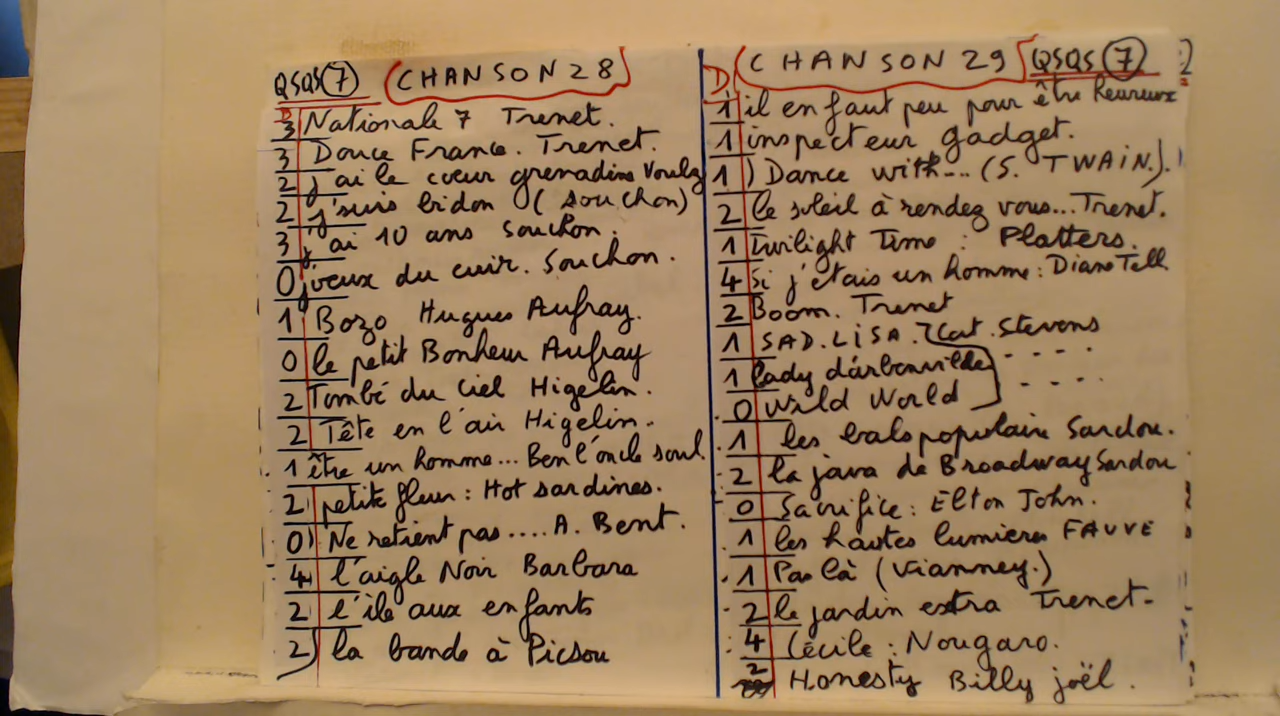 QSQS 7 CHANSON 28
D
3 Nationale 7 Trenet.
3 Douce France. Trenet.
2 j'ai le cœur grenadine Voulzy
2 j'suis bidon (souchon)
3 j'ai 10 ans souchon.
0 j'veux du cuir. Souchon.
1 Bozo Hugues Aufray.
0 le petit Bonheur Aufray
2 Tombé du Ciel Higelin.
2 Tête en l'air Higelin.
1 être un homme... Ben l'oncle soul
2 petite fleur: Hot sardines.
0 Ne retient pas .... A. Bent.
4 l'aigle Noir Barbara
2 l'île aux enfants
2) la bande à Picsou
D CHANSON 29 QSQS 7
1 il en faut peu pour être heureux
1 inspecteur gadget.
1) Dance with... (S. TWAIN.).
2 le soleil à rendez vous... Trenet.
1 Twilight Time: Platters.
4 Si j'étais un homme: Diane Tell
2 Boom. Trenet
1 SAD. LISA. Cat. Stevens
1 Lady d'arbanville - - - -
0 Wild World - - - -
1 les bals populaire Sardou.
2 la java de Broadway Sardou
0 Sacrifice: Elton John.
1 les hautes lumieres FAUVE
1 Pas là (Vianney.)
2 le jardin extra Trenet-
4 Cécile: Nougaro.
2 Honesty Billy joël.